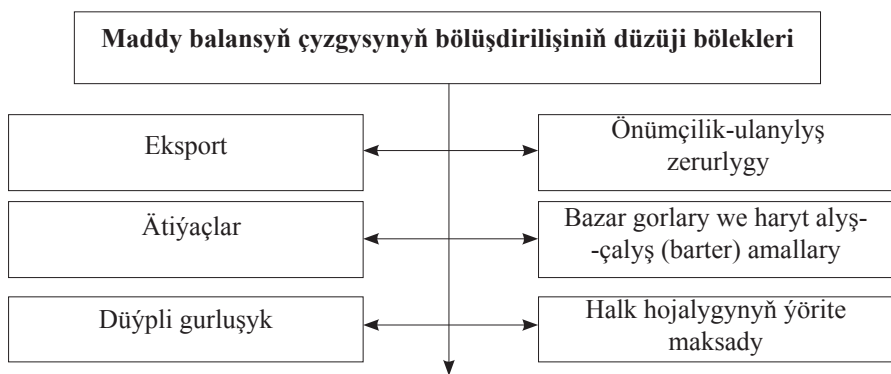 Maddy balansyň çyzgysynyň bölüşdirilişiniň düzüji bölekleri
Eksport
Önümçilik-ulanylyş
zerurlygy
Ätiýaçlar
Bazar gorlary we haryt alyş-
-çalyş (barter) amallary
Düýpli gurluşyk
Halk hojalygynyň ýörite
maksady